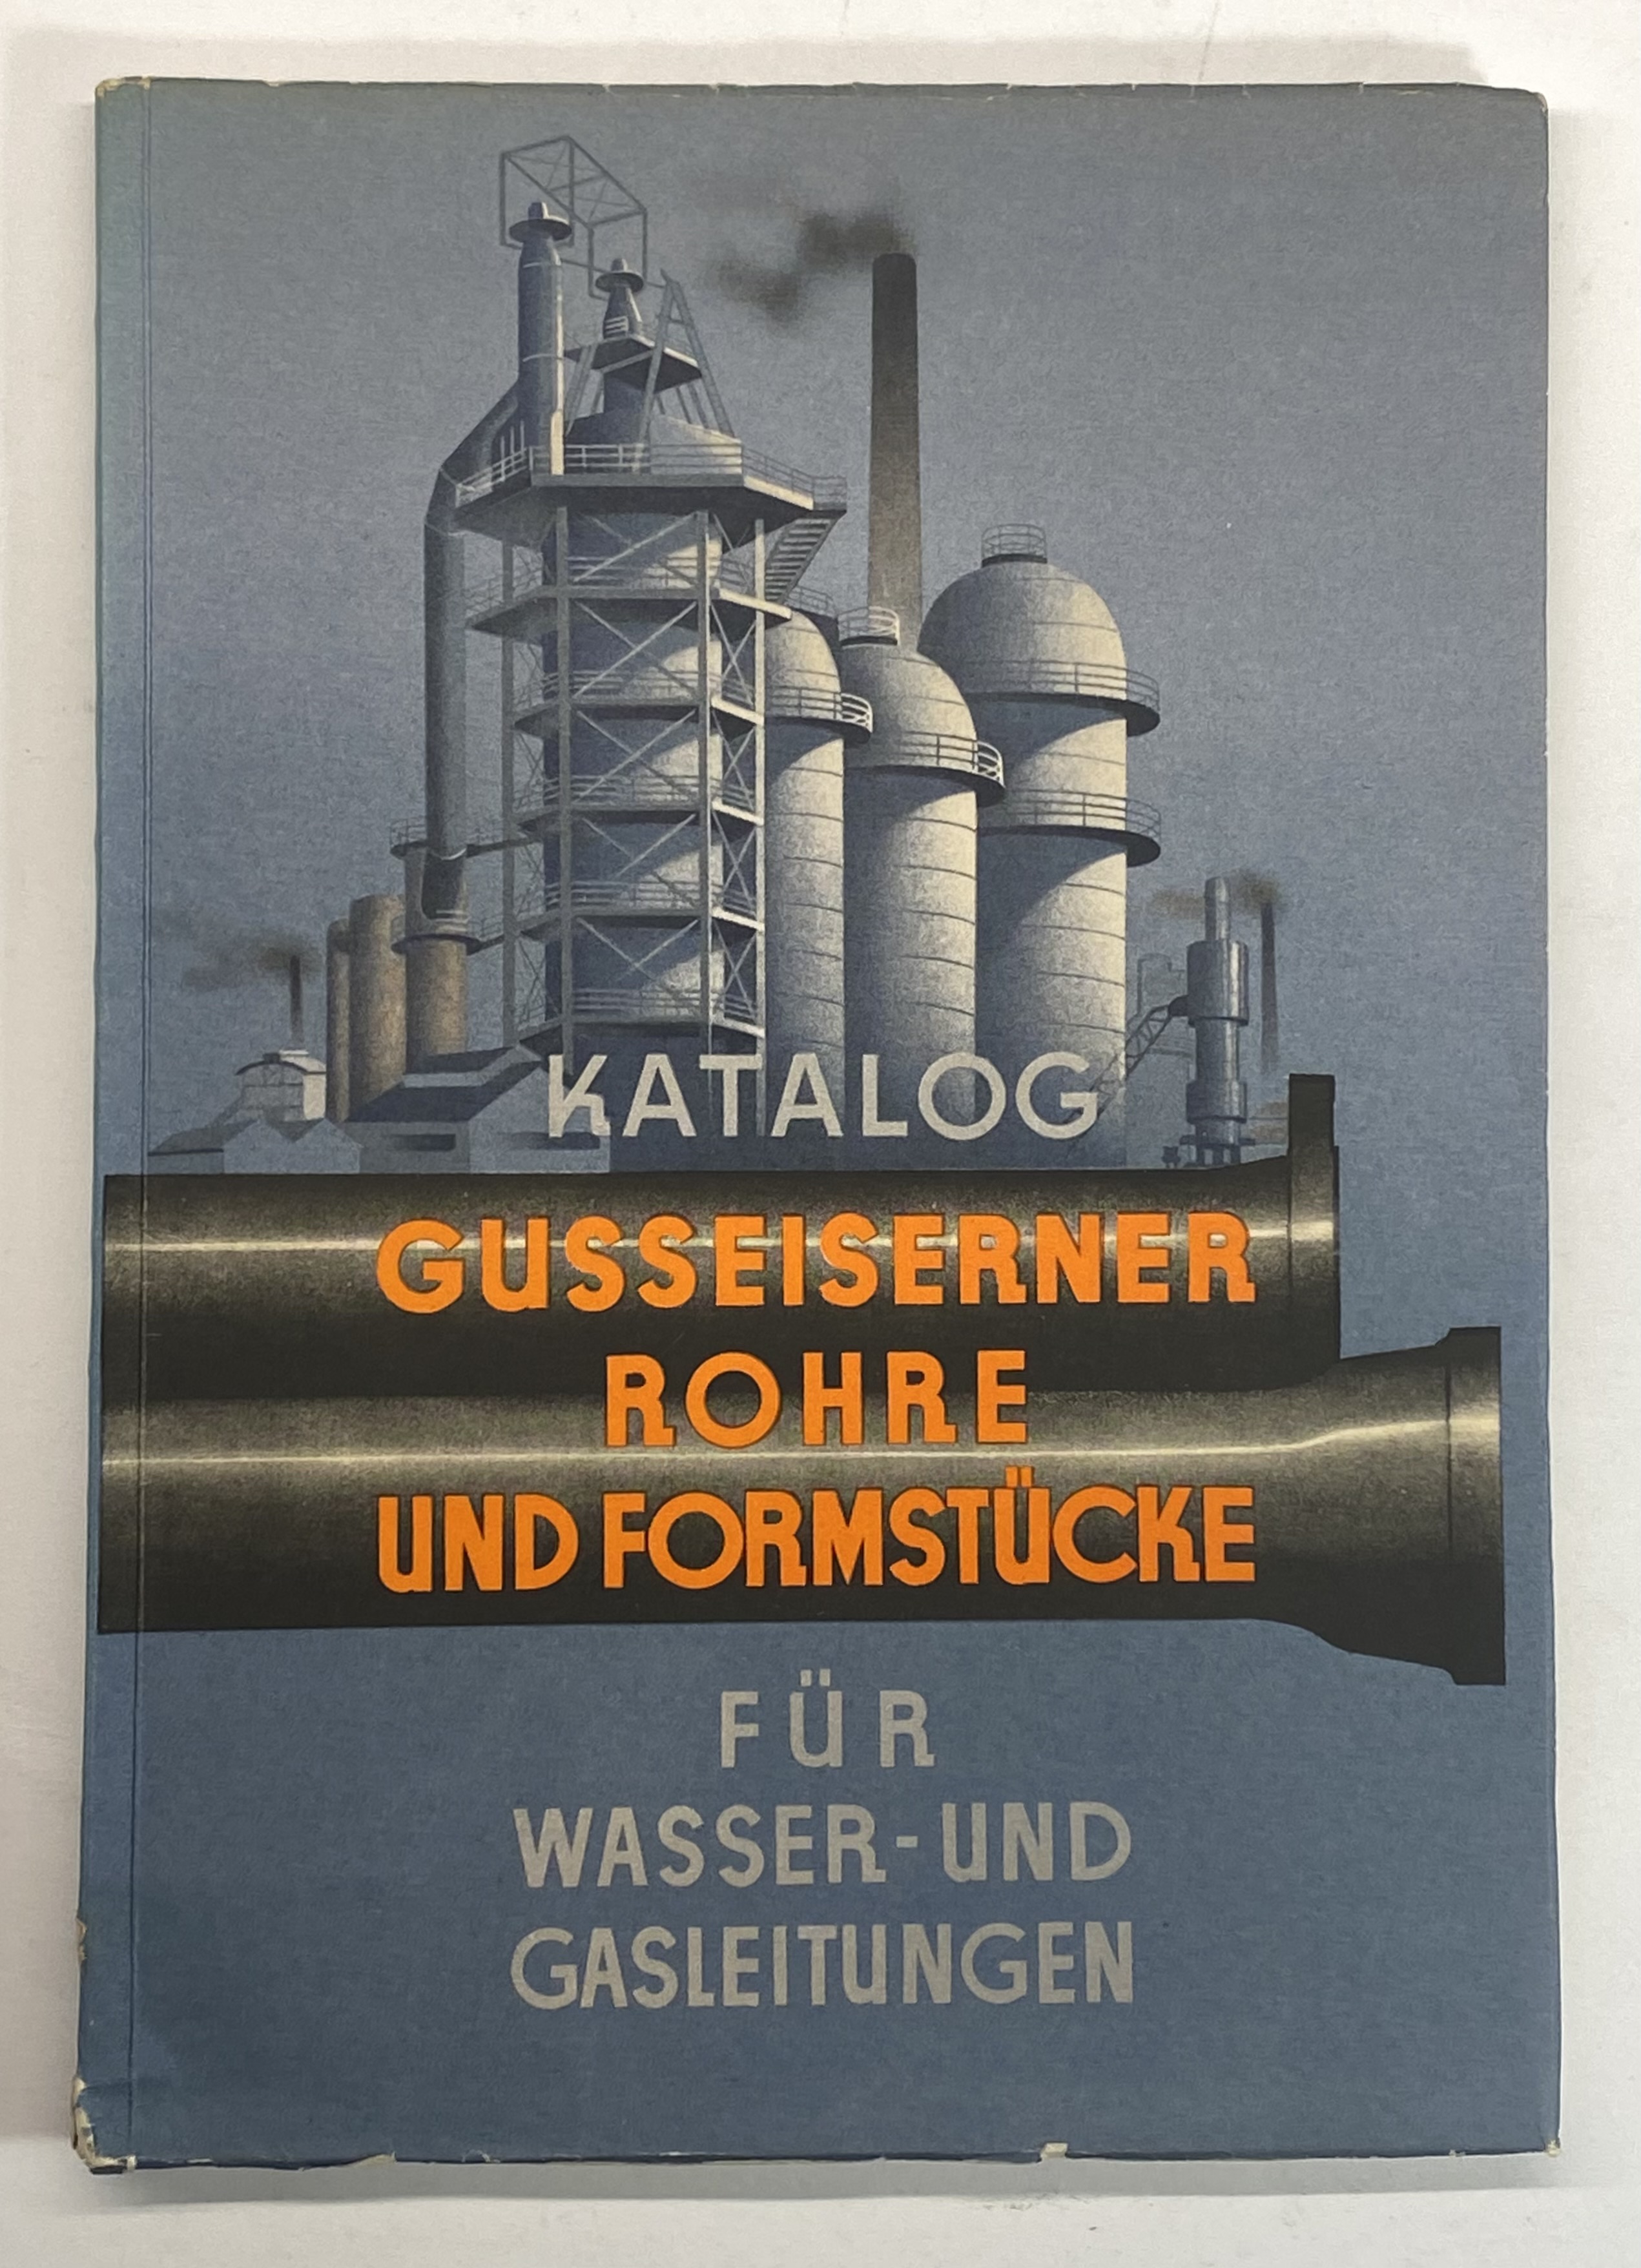 KATALOG
GUSSEISERNER
ROHRE
UND FORMSTÜCKE
FÜR
WASSER-UND
GASLEITUNGEN